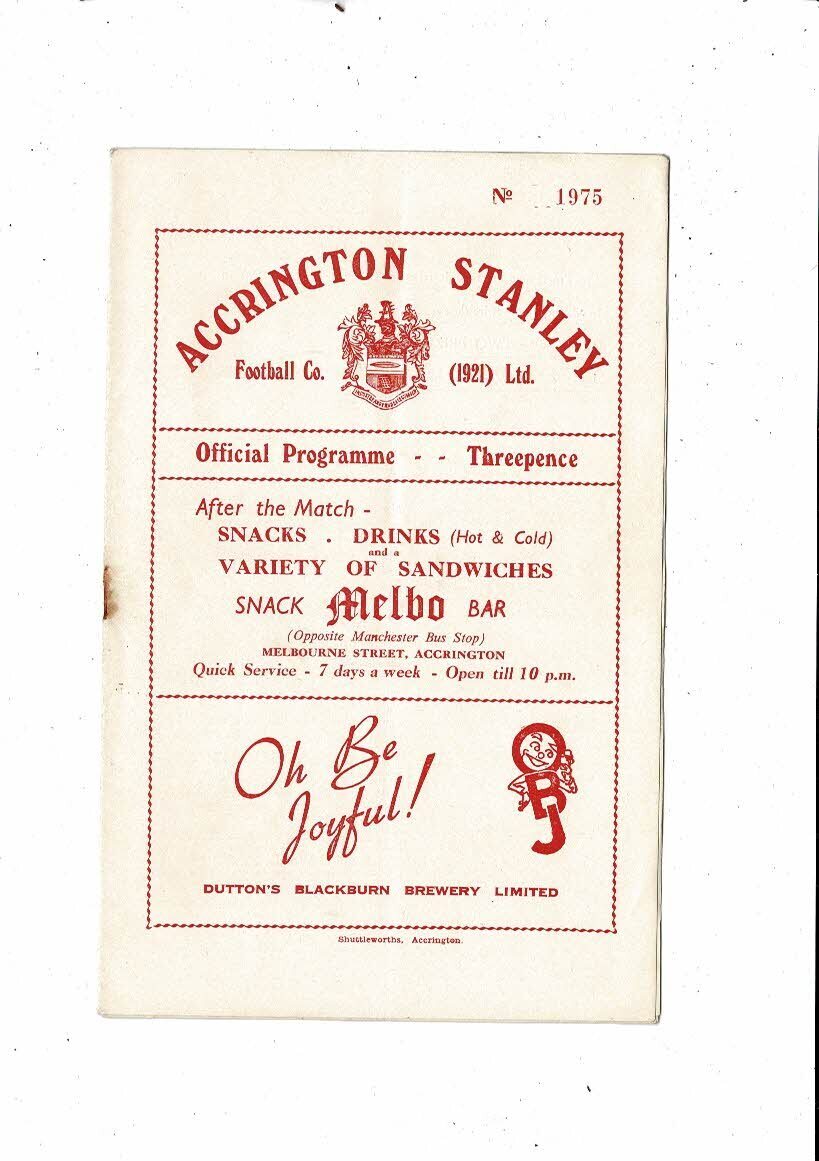 Nº 1975
ACCRINGTON STANLEY
Football Co. (1921) Ltd.
Official Programme - - Threepence
After the Match -
SNACKS . DRINKS (Hot & Cold)
and a
VARIETY OF SANDWICHES
SNACK Melbo BAR
(Opposite Manchester Bus Stop)
MELBOURNE STREET, ACCRINGTON
Quick Service - 7 days a week - Open till 10 p.m.
Oh Be
Joyful!
OBJ
DUTTON'S BLACKBURN BREWERY LIMITED
Shuttleworths, Accrington.